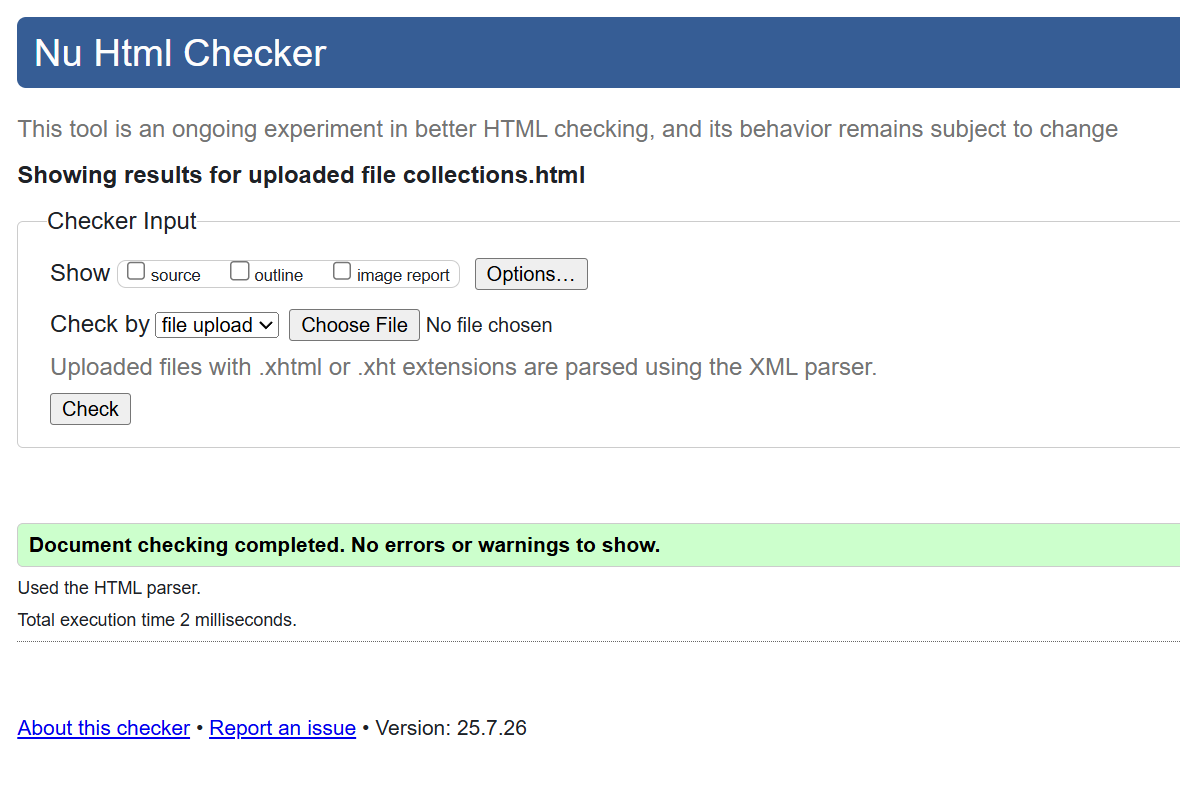 Nu Html Checker
This tool is an ongoing experiment in better HTML checking, and its behavior remains subject to change
Showing results for uploaded file collections.html
Checker Input
Show source outline image report Options...
Check by file upload Choose File No file chosen
Uploaded files with .xhtml or .xht extensions are parsed using the XML parser.
Check
Document checking completed. No errors or warnings to show.
Used the HTML parser.
Total execution time 2 milliseconds.
About this checker • Report an issue • Version: 25.7.26